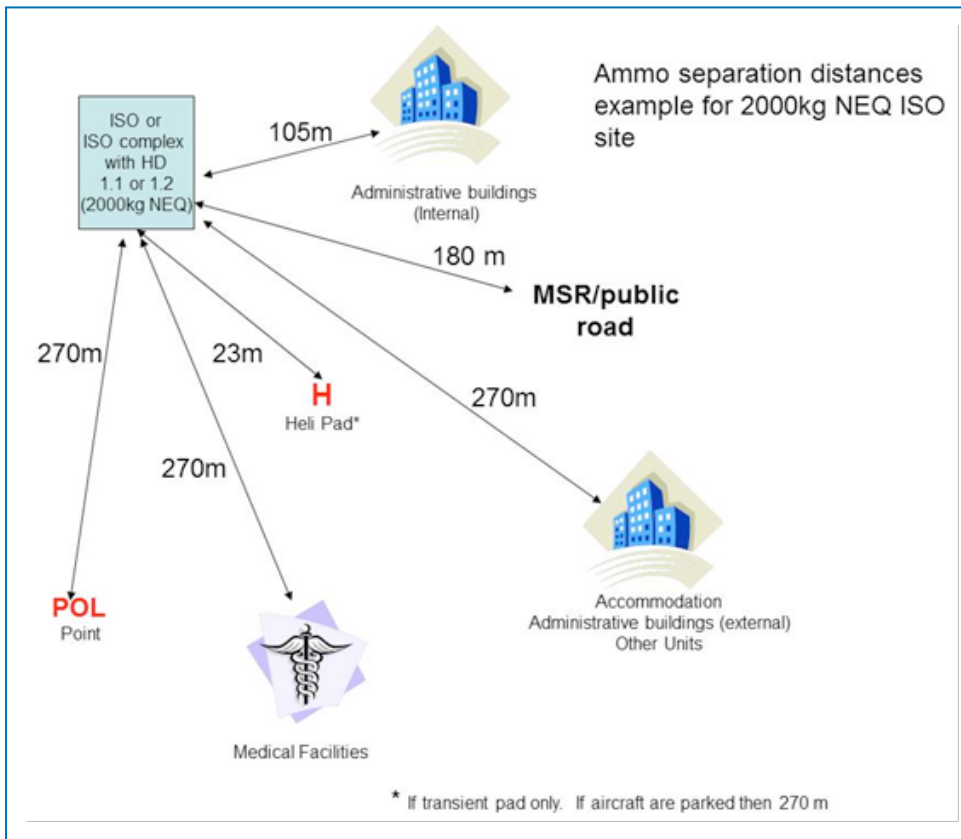 Ammo separation distances
example for 2000kg NEQ ISO
site
ISO or
ISO complex
with HD
1.1 or 1.2
(2000kg NEQ)
105m
Administrative buildings
(Internal)
180 m
MSR/public
road
270m
23m
H
Heli Pad*
270m
270m
POL
Point
Medical Facilities
Accommodation
Administrative buildings (external)
Other Units
* If transient pad only. If aircraft are parked then 270 m